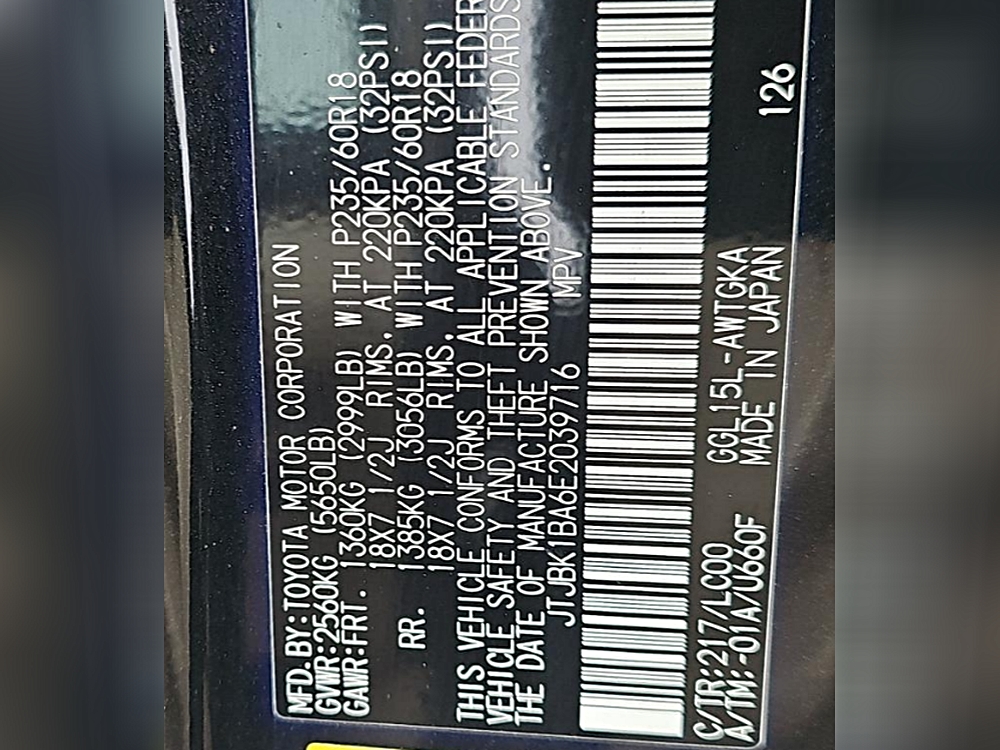 MFD.BY:TOYOTA MOTOR CORPORATION
GVWR:2560KG (5650LB)
GAWR:FRT. 1360KG (2999LB) WITH P235/60R18
18X7 1/2J RIMS, AT 220KPA (32PSI)
RR. 1385KG (3056LB) WITH P235/60R18
18X7 1/2J RIMS, AT 220KPA (32PSI)
THIS VEHICLE CONFORMS TO ALL APPLICABLE FEDER
VEHICLE SAFETY AND THEFT PREVENTION STANDARDS
THE DATE OF MANUFACTURE SHOWN ABOVE.
JTJBK1BA6E2039716 MPV
C/TR:217/LC00 GGL15L-AWTGKA
A/TM:-01A/U660F MADE IN JAPAN 126